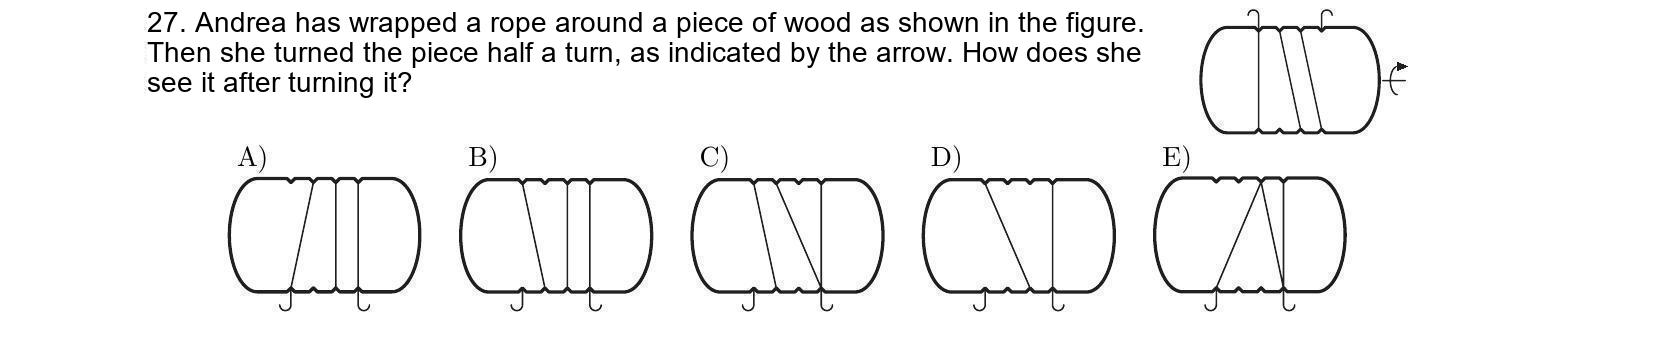 27. Andrea has wrapped a rope around a piece of wood as shown in the figure.
Then she turned the piece half a turn, as indicated by the arrow. How does she
see it after turning it?
A)
B)
C)
D)
E)